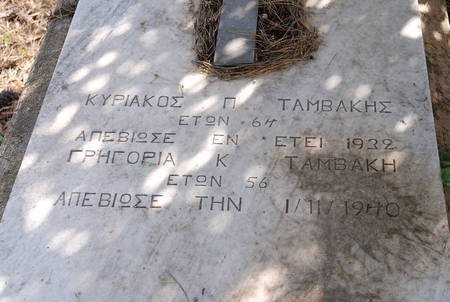 ΚΥΡΙΑΚΟΣ Π ΤΑΜΒΑΚΗΣ
ΕΤΩΝ 64
ΑΠΕΒΙΩΣΕ ΕΝ ΕΤΕΙ 1932
ΓΡΗΓΟΡΙΑ Κ ΤΑΜΒΑΚΗ
ΕΤΩΝ 56
ΑΠΕΒΙΩΣΕ ΤΗΝ 1/11/1940